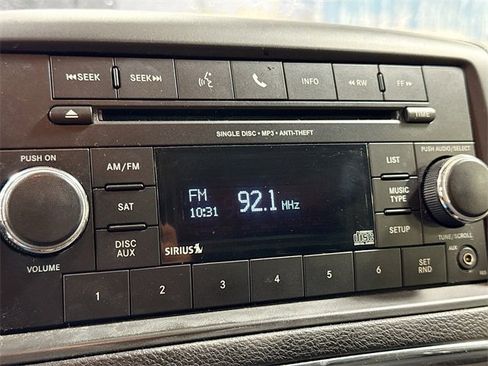 SEEK SEEK INFO RW FF
TIME
SINGLE DISC • MP3 • ANTI-THEFT
PUSH ON
PUSH AUDIO/SELECT
AM/FM
LIST
FM
92.1 MHz
10:31
SAT
MUSIC
TYPE
DISC
AUX
SETUP
SIRIUS
DISC
VOLUME
TUNE/SCROLL
AUX
1 2 3 4 5 6
SET
RND
RES